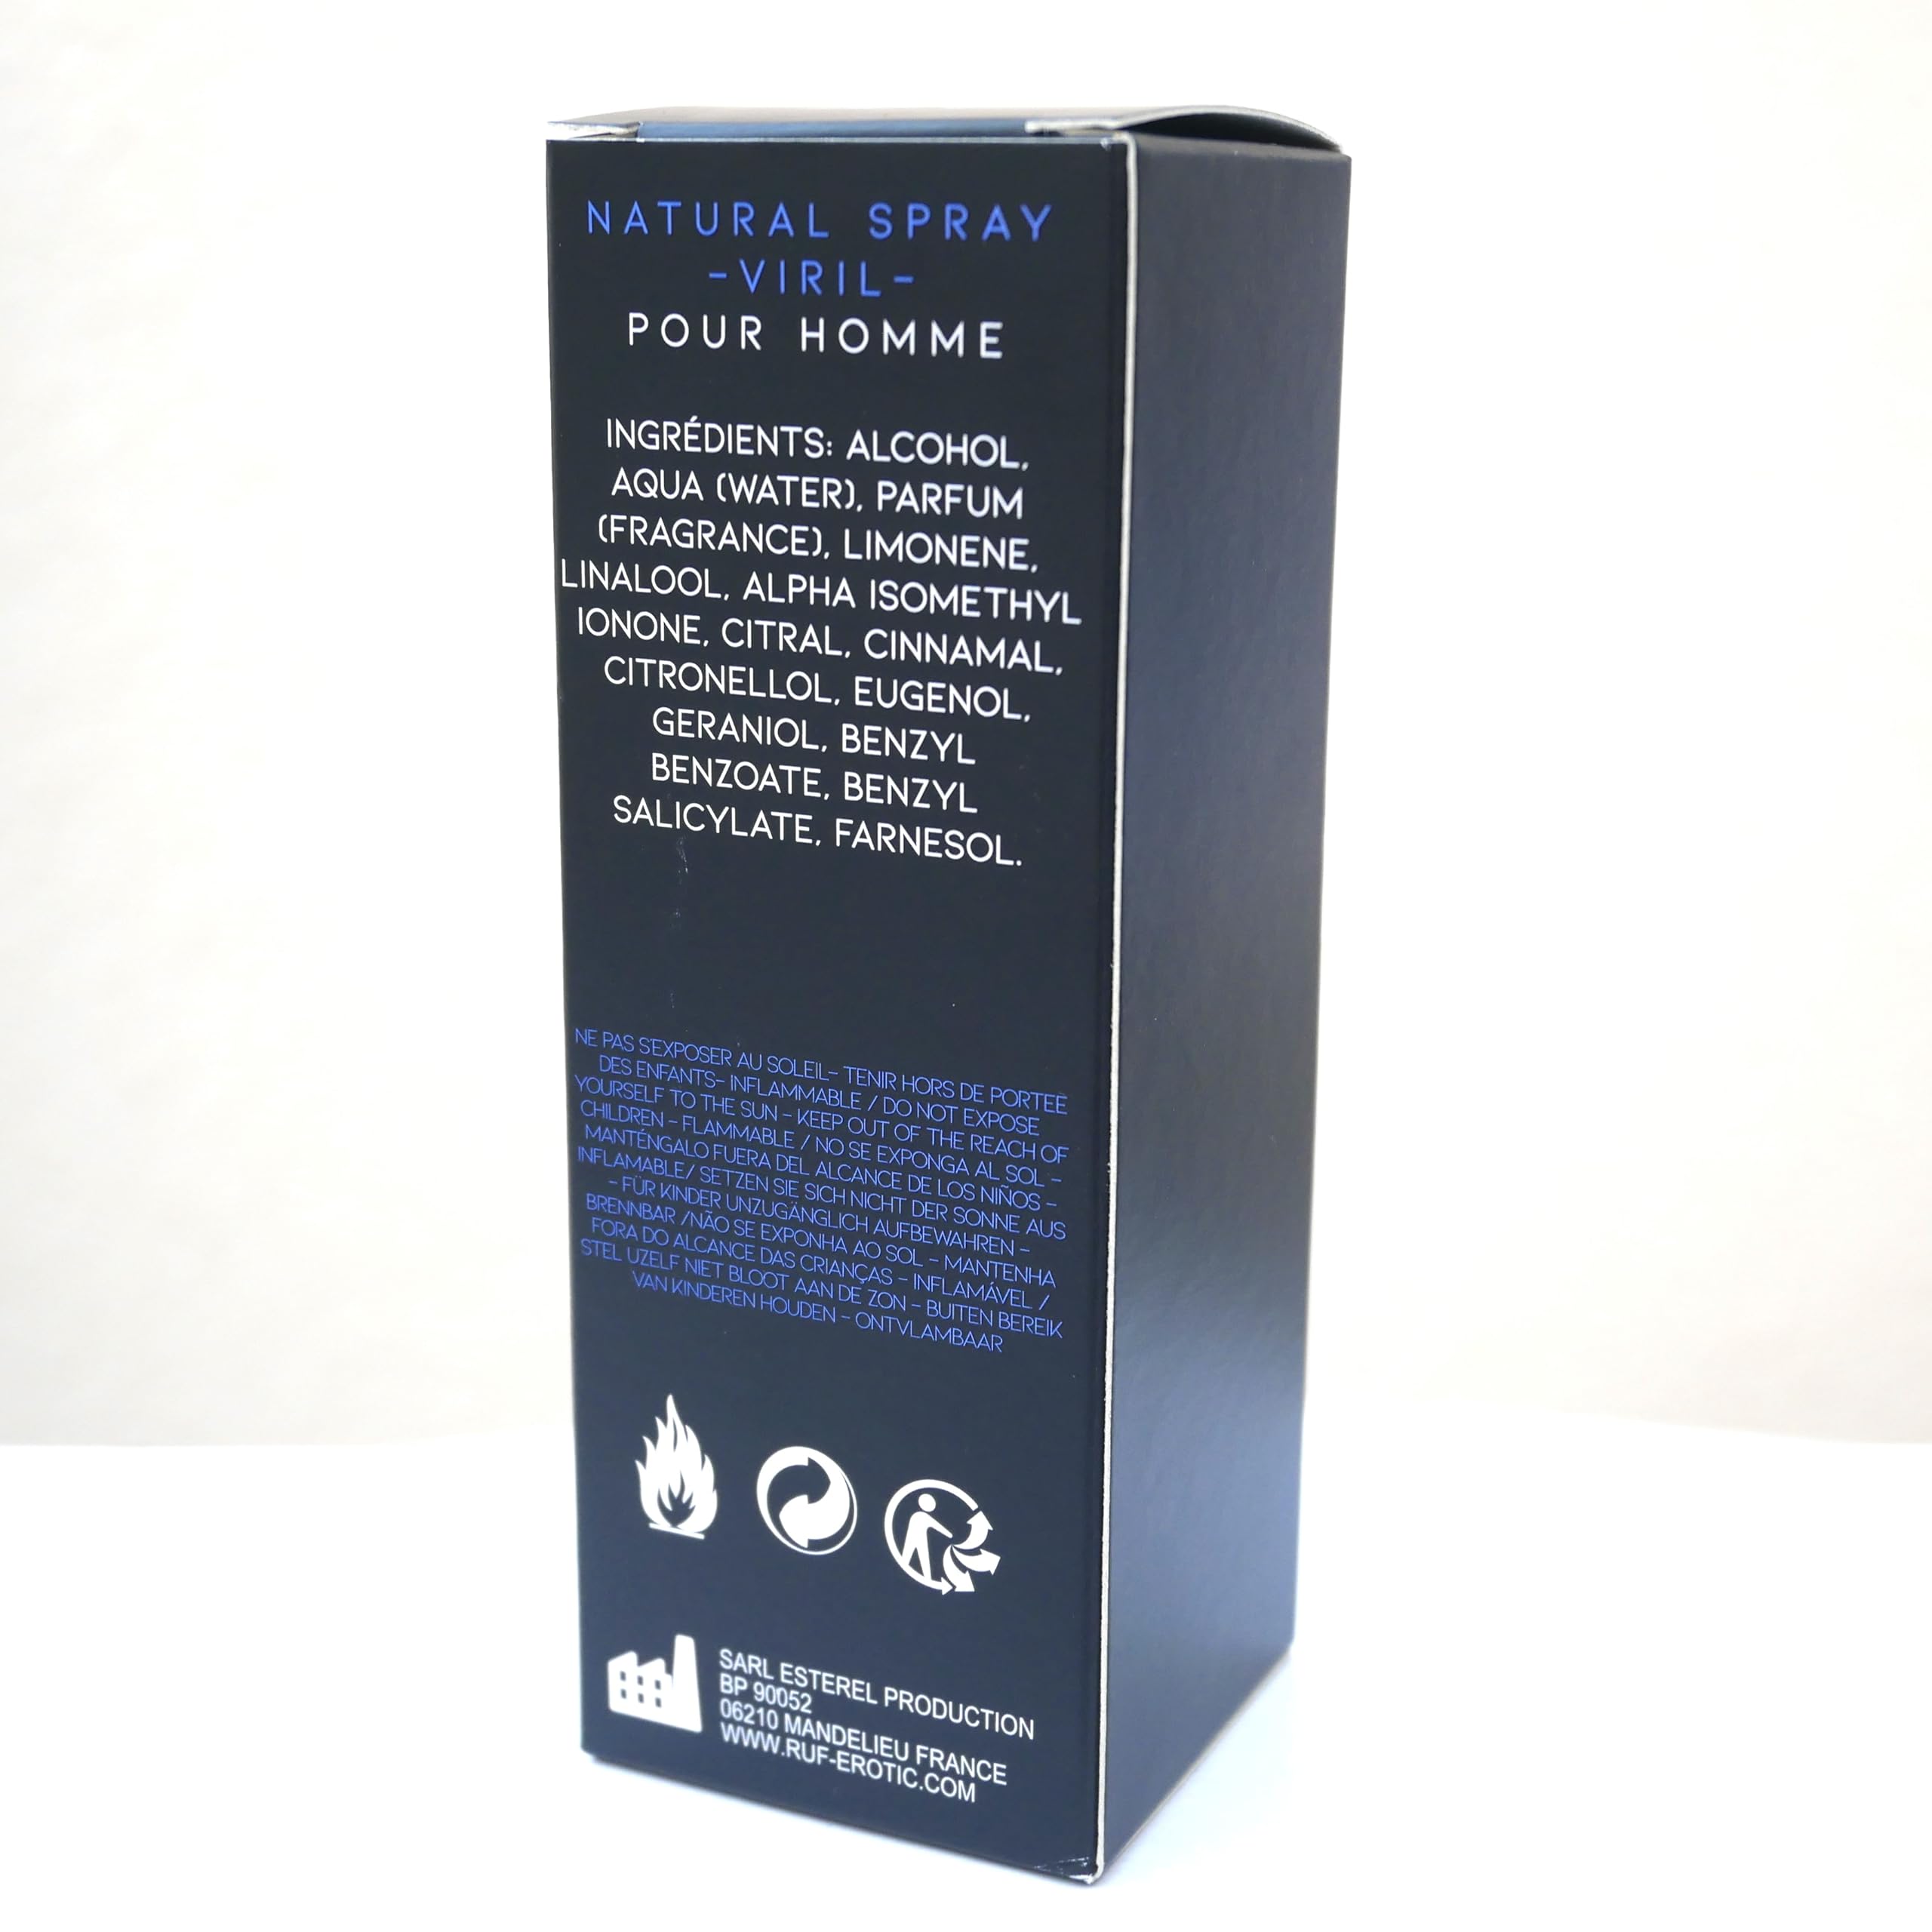 NATURAL SPRAY
-VIRIL-
POUR HOMME
INGRÉDIENTS: ALCOHOL,
AQUA (WATER), PARFUM
(FRAGRANCE), LIMONENE,
LINALOOL, ALPHA ISOMETHYL
IONONE, CITRAL, CINNAMAL,
CITRONELLOL, EUGENOL,
GERANIOL, BENZYL
BENZOATE, BENZYL
SALICYLATE, FARNESOL.
NE PAS S'EXPOSER AU SOLEIL- TENIR HORS DE PORTEÉ
DES ENFANTS- INFLAMMABLE / DO NOT EXPOSE
YOURSELF TO THE SUN - KEEP OUT OF THE REACH OF
CHILDREN - FLAMMABLE / NO SE EXPONGA AL SOL -
MANTÉNGALO FUERA DEL ALCANCE DE LOS NIÑOS -
INFLAMABLE/ SETZEN SIE SICH NICHT DER SONNE AUS
- FÜR KINDER UNZUGÄNGLICH AUFBEWAHREN -
BRENNBAR /NÃO SE EXPONHA AO SOL - MANTENHA
FORA DO ALCANCE DAS CRIANÇAS - INFLAMÁVEL /
STEL UZELF NIET BLOOT AAN DE ZON - BUITEN BEREIK
VAN KINDEREN HOUDEN - ONTVLAMBAAR
SARL ESTEREL PRODUCTION
BP 90052
06210 MANDELIEU FRANCE
WWW.RUF-EROTIC.COM